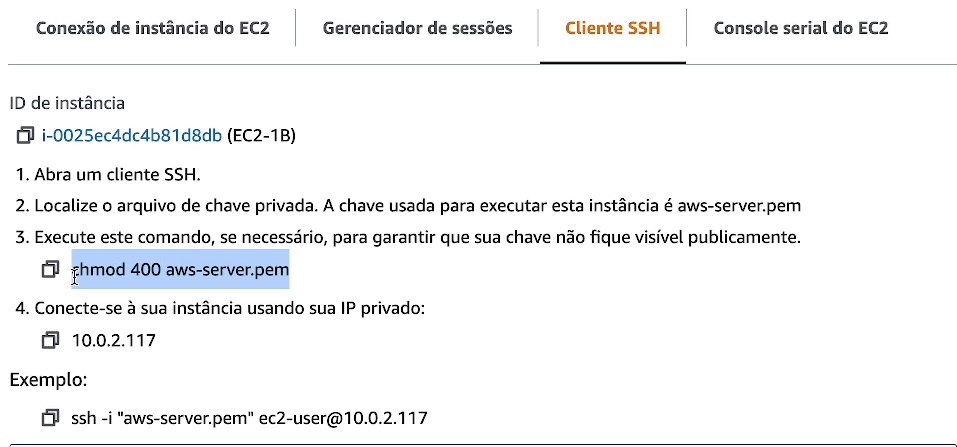 Conexão de instância do EC2 Gerenciador de sessões Cliente SSH Console serial do EC2
ID de instância
i-0025ec4dc4b81d8db (EC2-1B)
1. Abra um cliente SSH.
2. Localize o arquivo de chave privada. A chave usada para executar esta instância é aws-server.pem
3. Execute este comando, se necessário, para garantir que sua chave não fique visível publicamente.
chmod 400 aws-server.pem
4. Conecte-se à sua instância usando sua IP privado:
10.0.2.117
Exemplo:
ssh -i "aws-server.pem" ec2-user@10.0.2.117